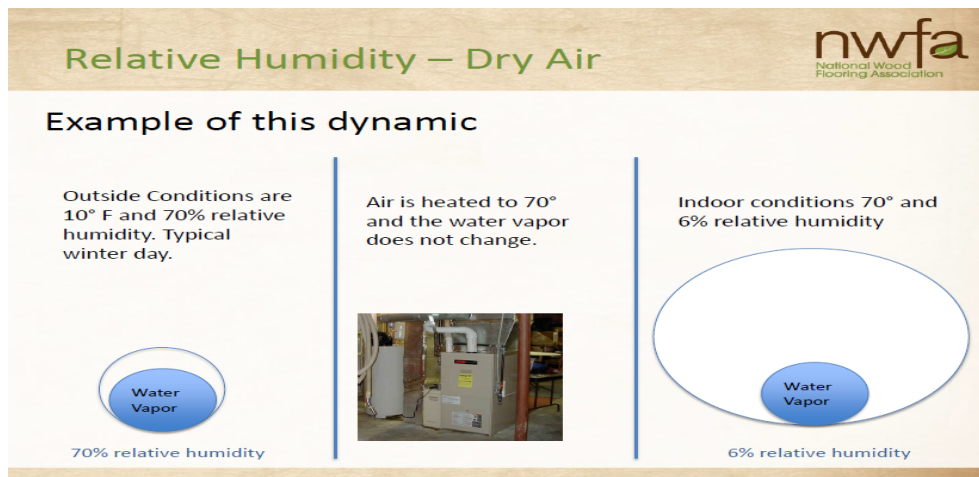 Relative Humidity – Dry Air
nwfa
National Wood
Flooring Association
Example of this dynamic
Outside Conditions are
10° F and 70% relative
humidity. Typical
winter day.
Water
Vapor
70% relative humidity
Air is heated to 70°
and the water vapor
does not change.
Indoor conditions 70° and
6% relative humidity
Water
Vapor
6% relative humidity